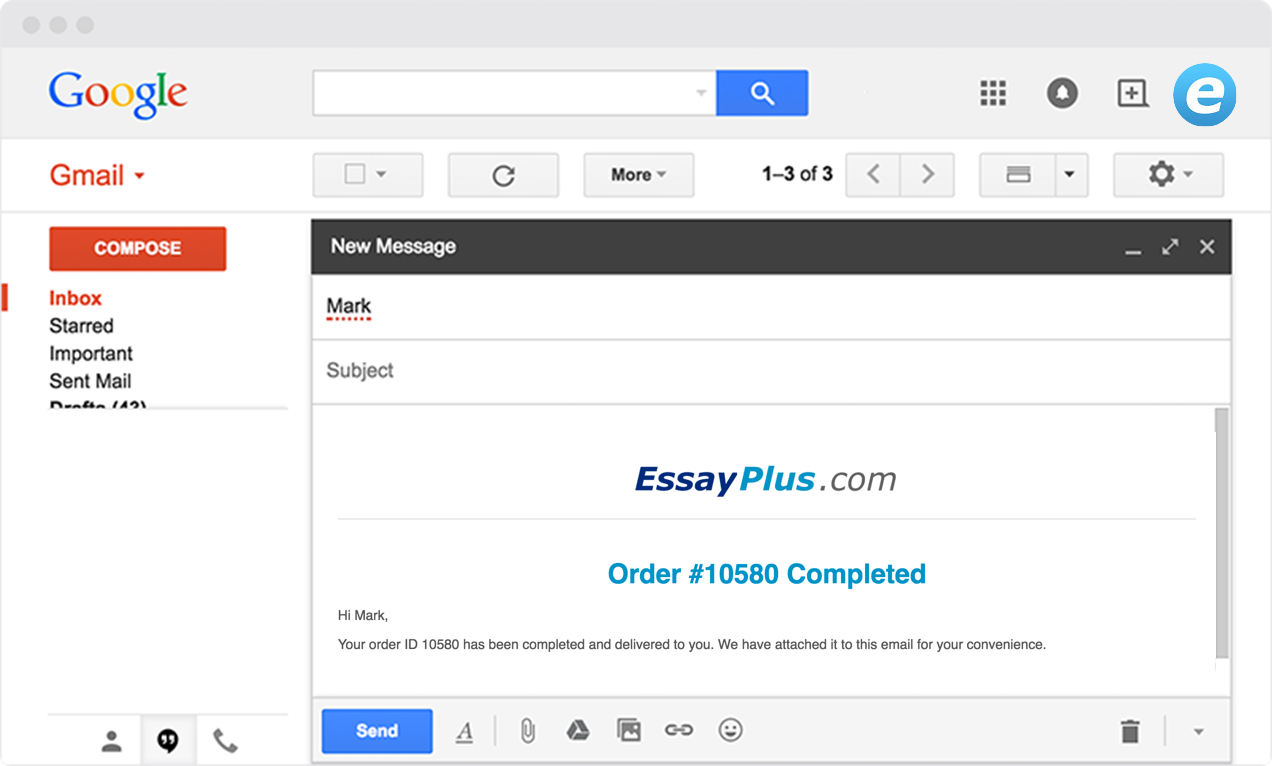 Google
Gmail
More
1–3 of 3
COMPOSE
Inbox
Starred
Important
Sent Mail
Drafts (43)
New Message
Mark
Subject
EssayPlus.com
Order #10580 Completed
Hi Mark,
Your order ID 10580 has been completed and delivered to you. We have attached it to this email for your convenience.
Send
A
e